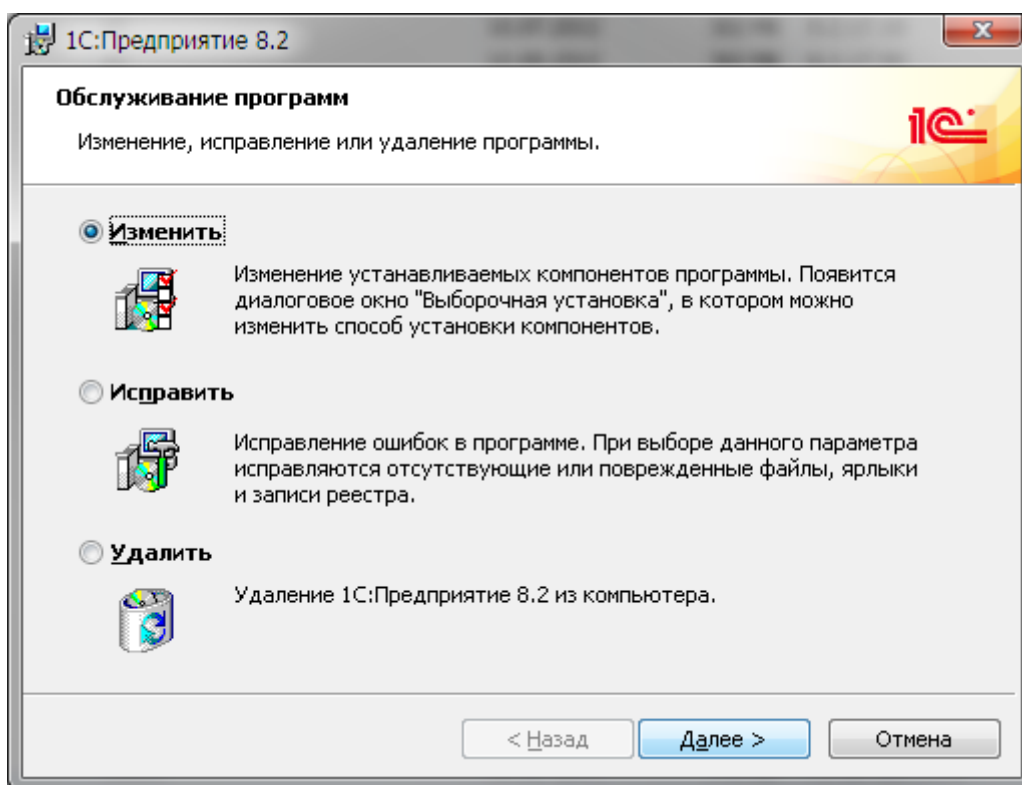 1С:Предприятие 8.2
Обслуживание программ
Изменение, исправление или удаление программы.
1С
Изменить
Изменение устанавливаемых компонентов программы. Появится
диалоговое окно "Выборочная установка", в котором можно
изменить способ установки компонентов.
Исправить
Исправление ошибок в программе. При выборе данного параметра
исправляются отсутствующие или поврежденные файлы, ярлыки
и записи реестра.
Удалить
Удаление 1С:Предприятие 8.2 из компьютера.
< Назад
Далее >
Отмена